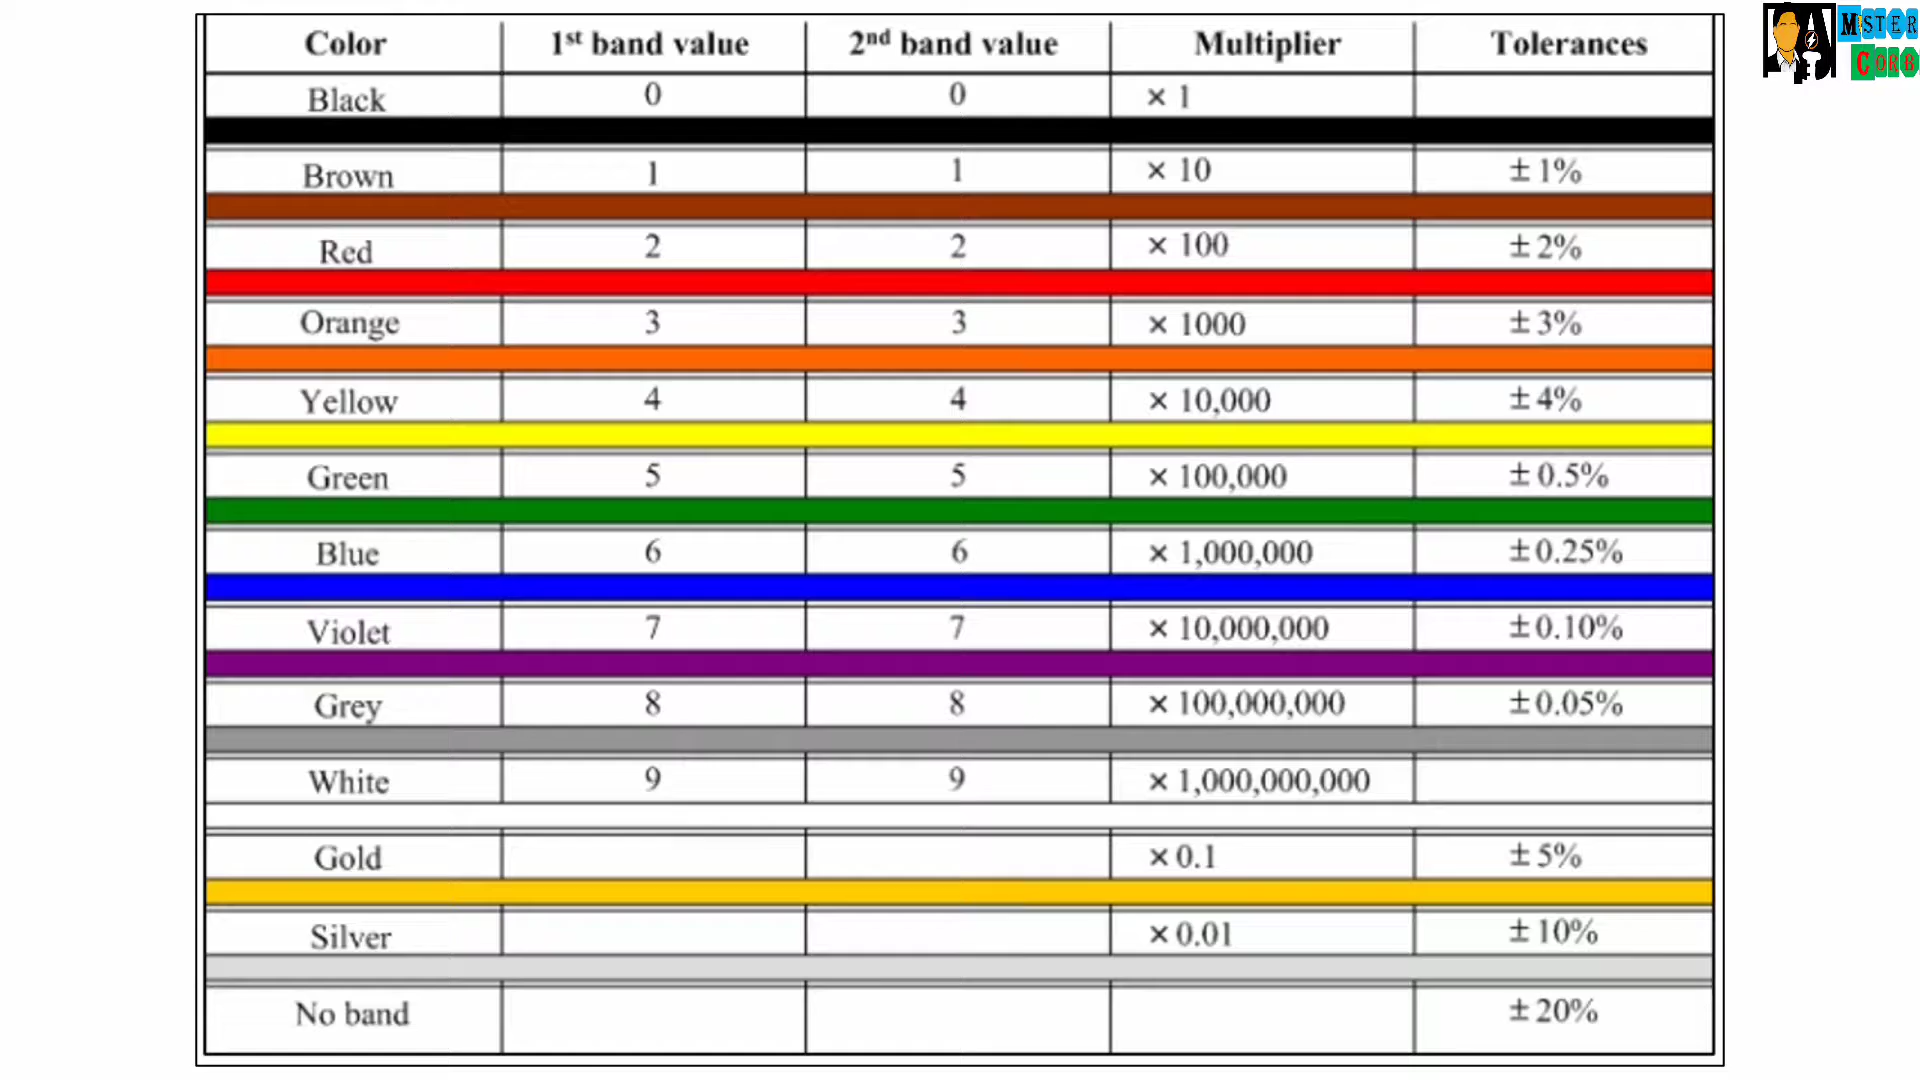 Color 1st band value 2nd band value Multiplier Tolerances
Black 0 0 × 1
Brown 1 1 × 10 ± 1%
Red 2 2 × 100 ± 2%
Orange 3 3 × 1000 ± 3%
Yellow 4 4 × 10,000 ± 4%
Green 5 5 × 100,000 ± 0.5%
Blue 6 6 × 1,000,000 ± 0.25%
Violet 7 7 × 10,000,000 ± 0.10%
Grey 8 8 × 100,000,000 ± 0.05%
White 9 9 × 1,000,000,000
Gold × 0.1 ± 5%
Silver × 0.01 ± 10%
No band ± 20%
MISTER
CORB